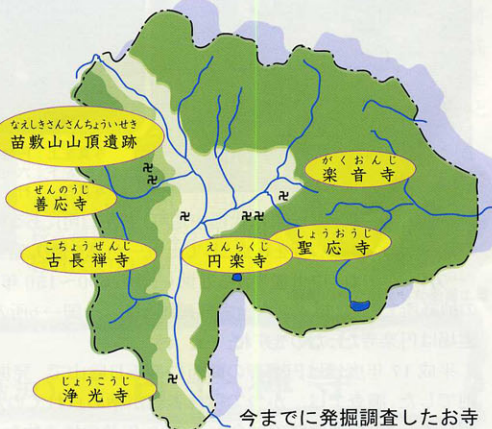 なえしきさんさんちょういせき
苗敷山山頂遺跡
がくおんじ
楽音寺
ぜんのうじ
善応寺
しょうおうじ
聖応寺
こちょうぜんじ
古長禅寺
えんらくじ
円楽寺
じょうこうじ
浄光寺
今までに発掘調査したお寺